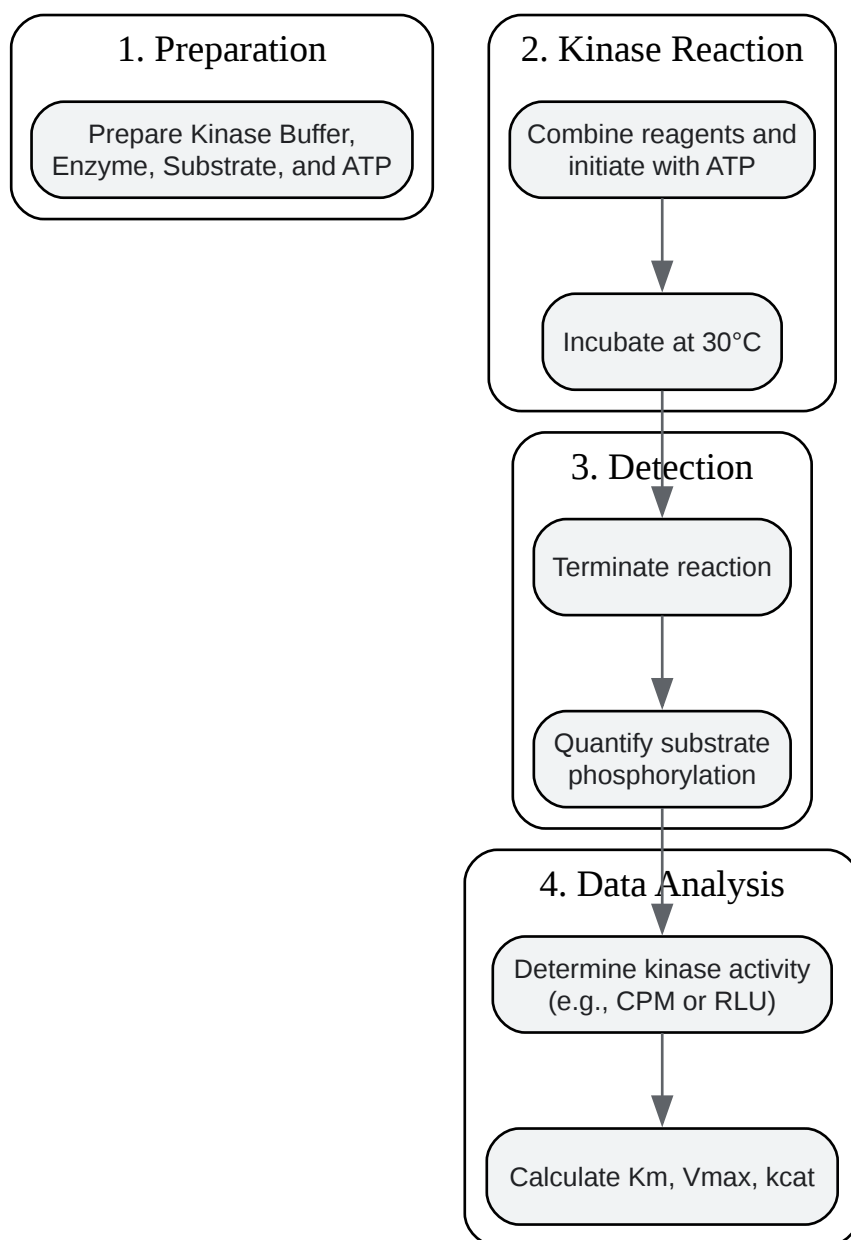 1. Preparation
Prepare Kinase Buffer,
Enzyme, Substrate, and ATP
2. Kinase Reaction
Combine reagents and
initiate with ATP
Incubate at 30°C
3. Detection
Terminate reaction
Quantify substrate
phosphorylation
4. Data Analysis
Determine kinase activity
(e.g., CPM or RLU)
Calculate Km, Vmax, kcat